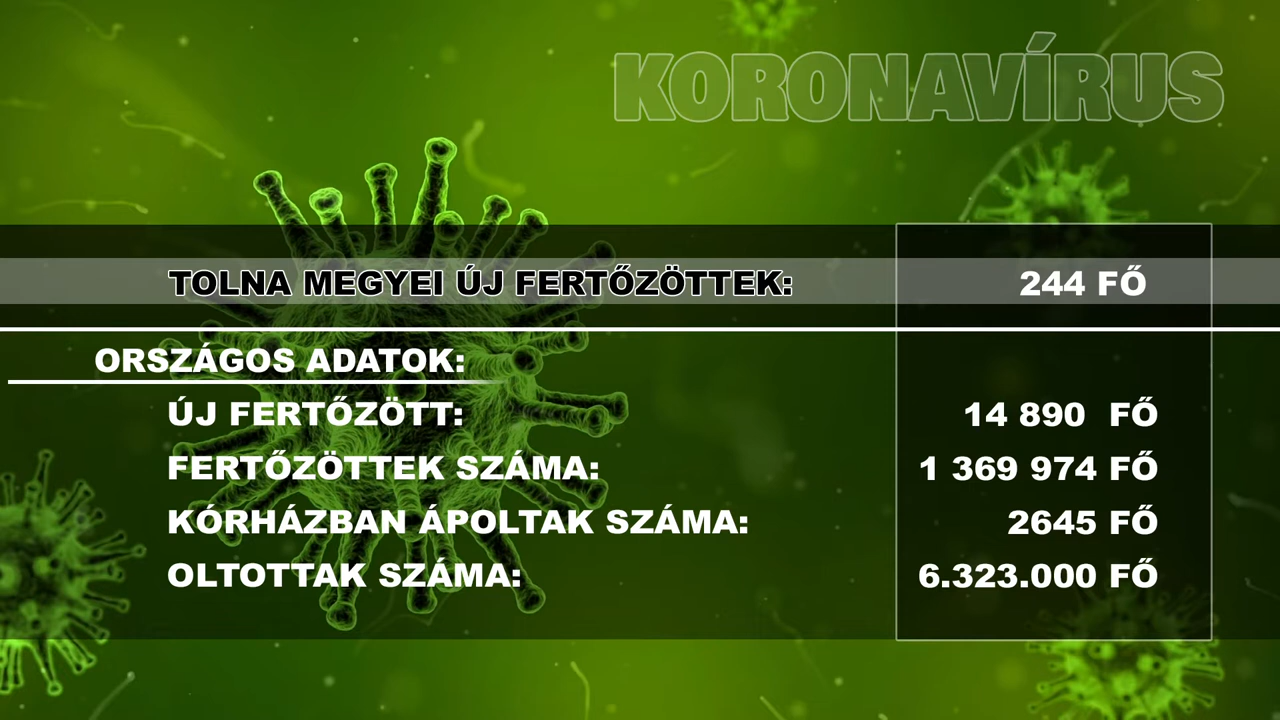 KORONAVÍRUS
TOLNA MEGYEI ÚJ FERTŐZÖTTEK: 244 FŐ
ORSZÁGOS ADATOK:
ÚJ FERTŐZÖTT: 14 890 FŐ
FERTŐZÖTTEK SZÁMA: 1 369 974 FŐ
KÓRHÁZBAN ÁPOLTAK SZÁMA: 2645 FŐ
OLTOTTAK SZÁMA: 6.323.000 FŐ